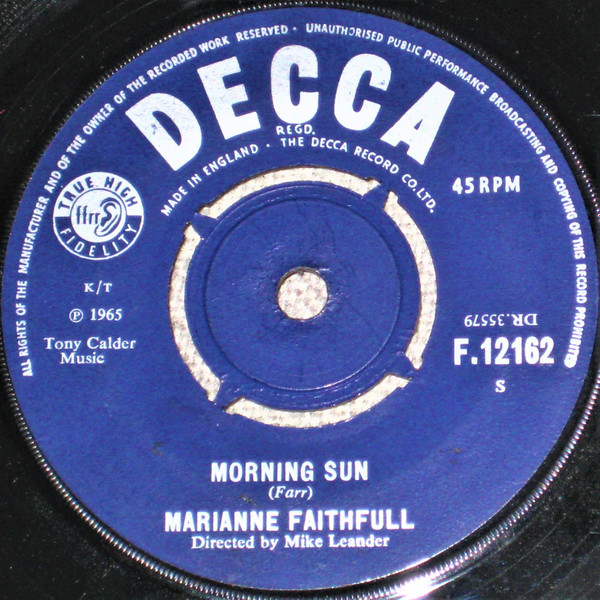 ALL RIGHTS OF THE MANUFACTURER AND OF THE OWNER OF THE RECORDED WORK RESERVED · UNAUTHORISED PUBLIC PERFORMANCE BROADCASTING AND COPYING OF THIS RECORD PROHIBITED
DECCA
REGD.
MADE IN ENGLAND · THE DECCA RECORD CO. LTD.
TRUE HIGH
ffrr
FIDELITY
45 RPM
K/T
℗ 1965
Tony Calder
Music
DR.35579
F.12162
S
MORNING SUN
(Farr)
MARIANNE FAITHFULL
Directed by Mike Leander